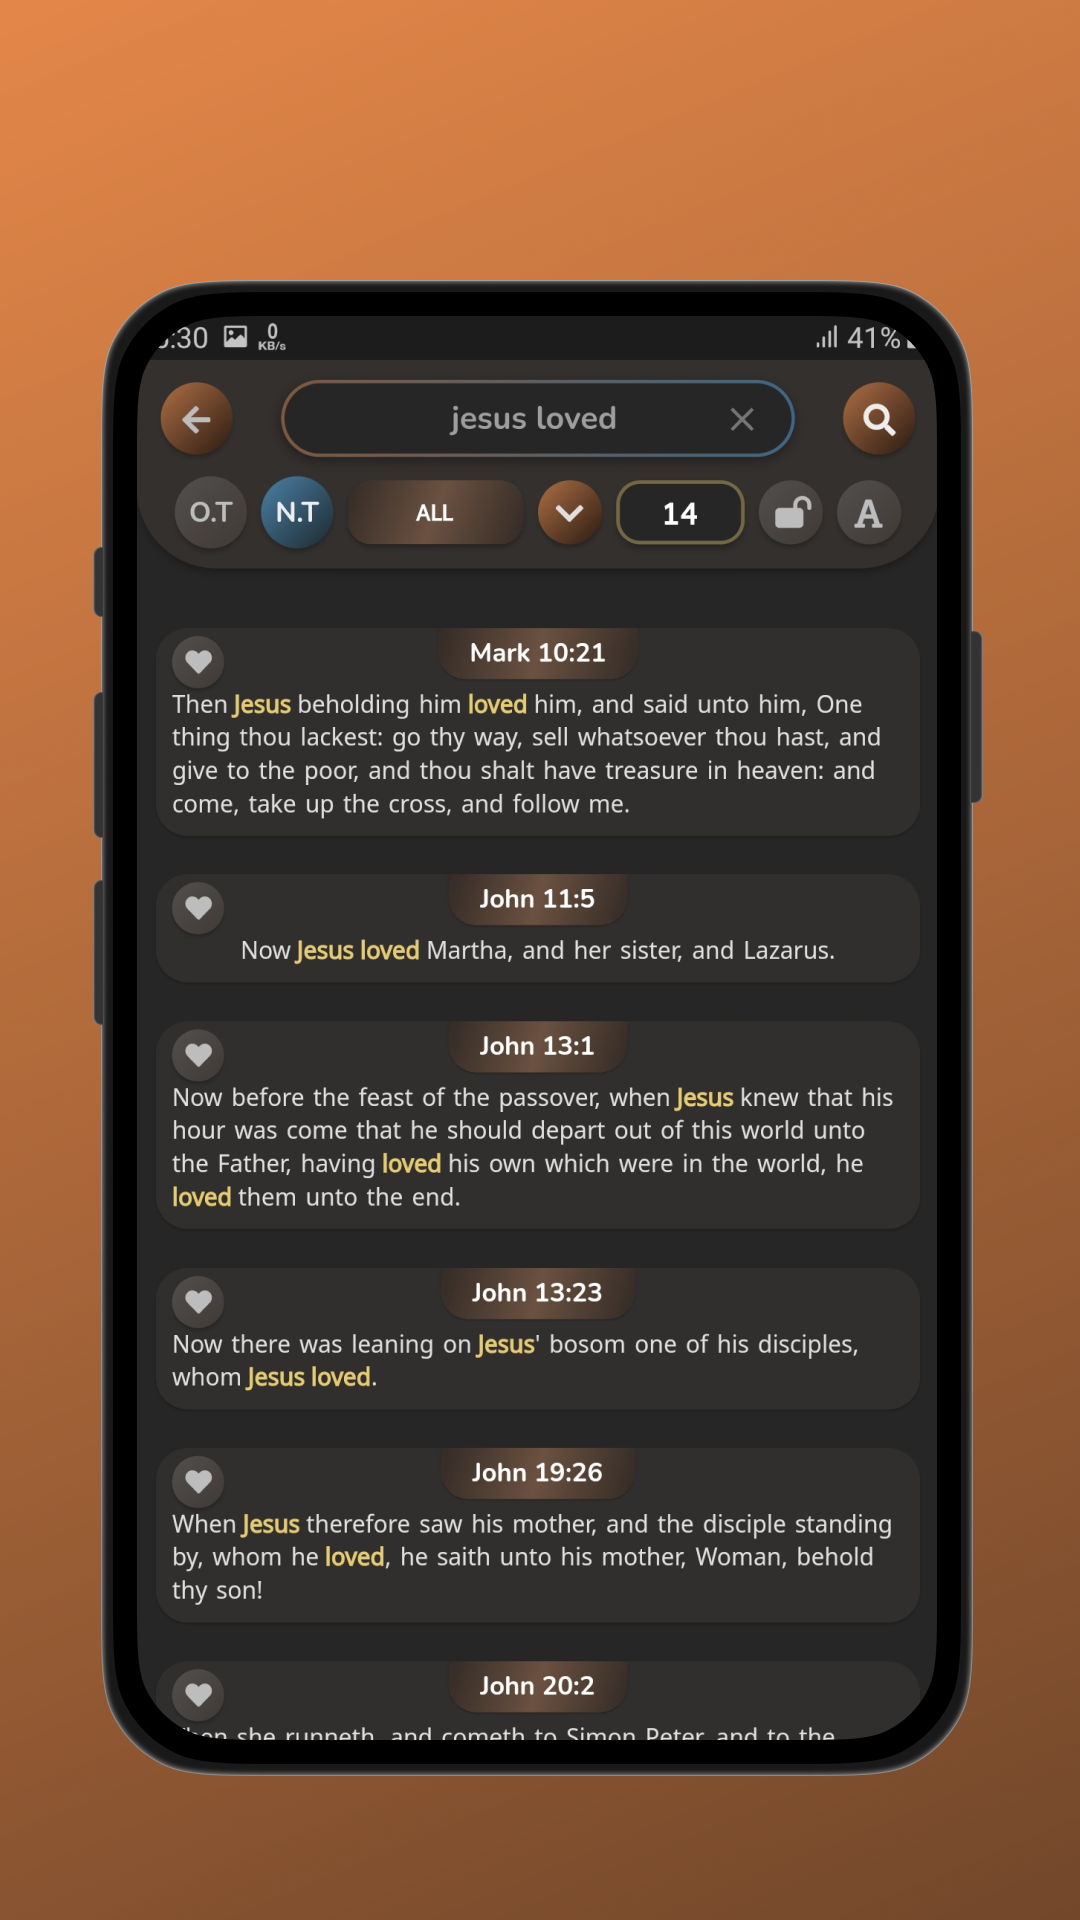 :30 0 KB/s 41%
jesus loved
O.T N.T ALL 14 A
Mark 10:21
Then Jesus beholding him loved him, and said unto him, One
thing thou lackest: go thy way, sell whatsoever thou hast, and
give to the poor, and thou shalt have treasure in heaven: and
come, take up the cross, and follow me.
John 11:5
Now Jesus loved Martha, and her sister, and Lazarus.
John 13:1
Now before the feast of the passover, when Jesus knew that his
hour was come that he should depart out of this world unto
the Father, having loved his own which were in the world, he
loved them unto the end.
John 13:23
Now there was leaning on Jesus' bosom one of his disciples,
whom Jesus loved.
John 19:26
When Jesus therefore saw his mother, and the disciple standing
by, whom he loved, he saith unto his mother, Woman, behold
thy son!
John 20:2
Then she runneth, and cometh to Simon Peter, and to the